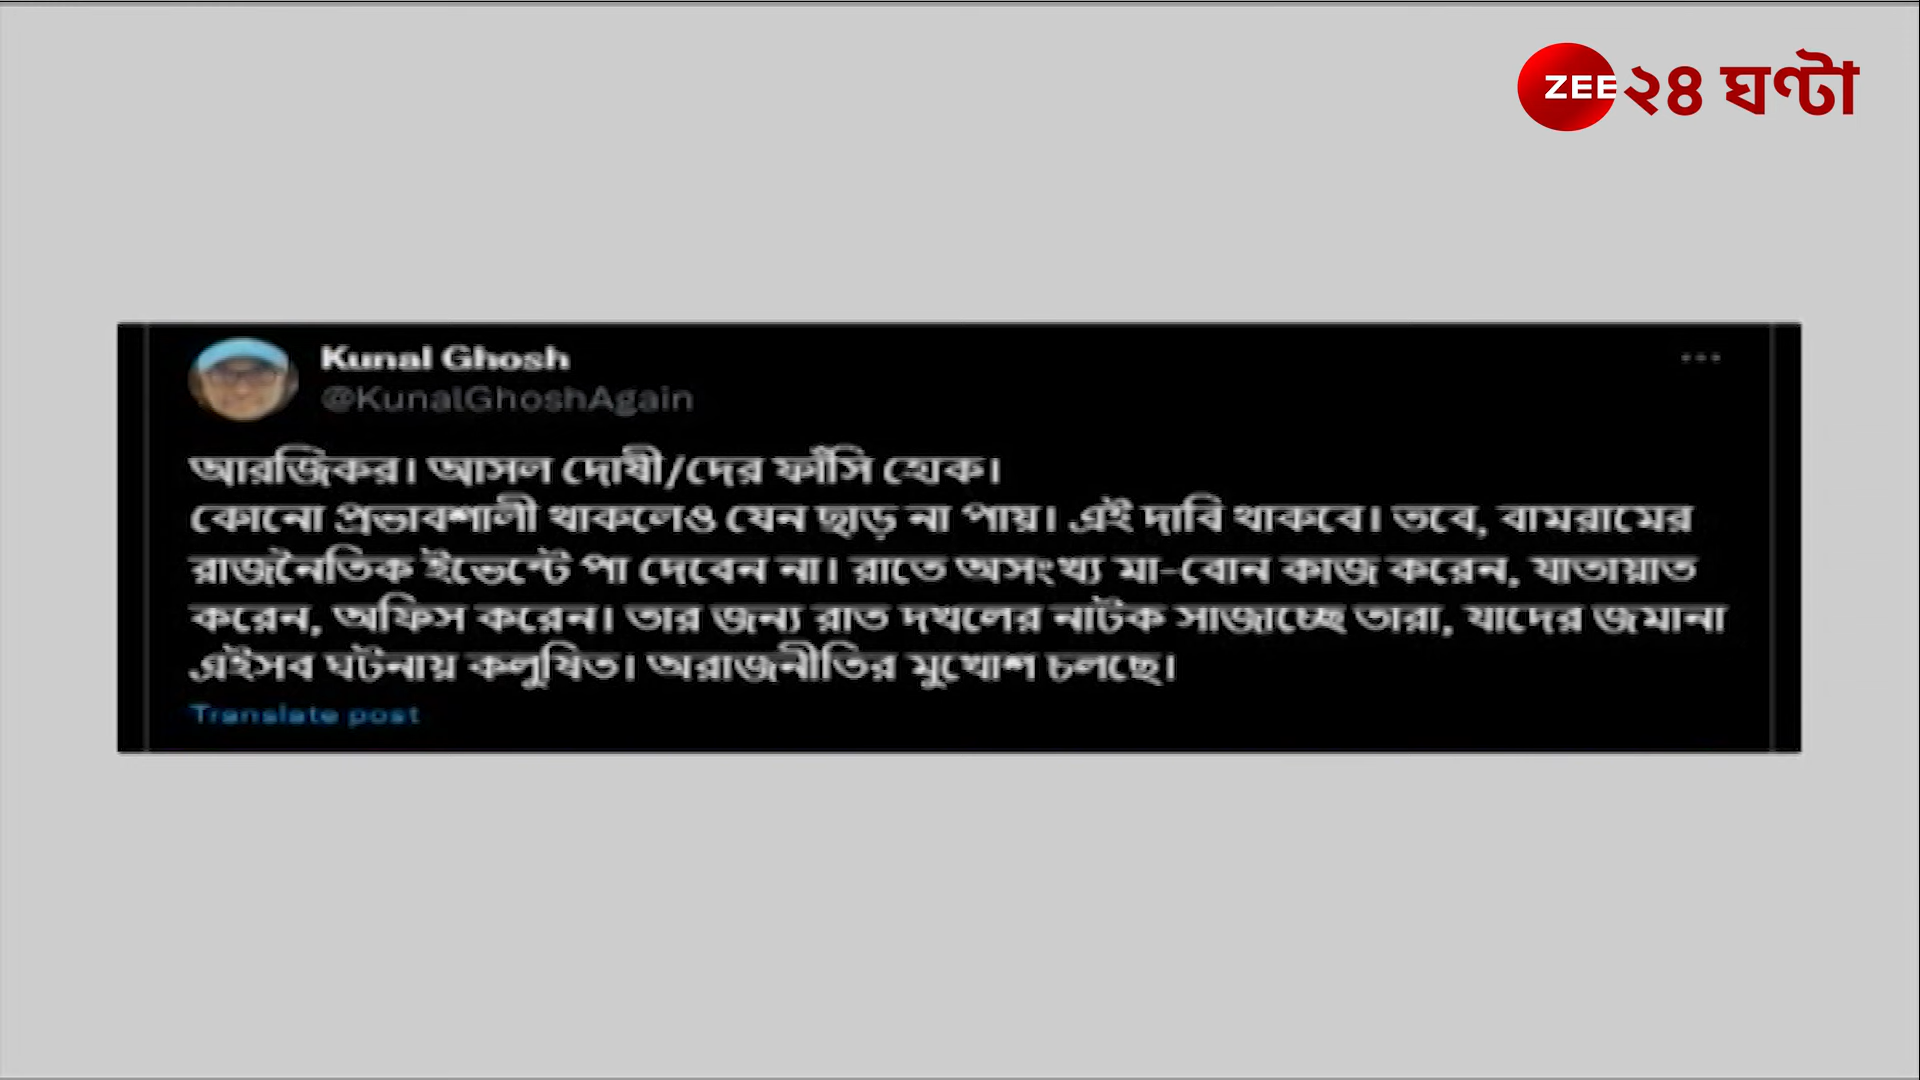 ZEE ২৪ ঘণ্টা
Kunal Ghosh
@KunalGhoshAgain
আরজিকর। আসল দোষী/দের ফাঁসি হোক।
কোনো প্রভাবশালী থাকলেও যেন ছাড় না পায়। এই দাবি থাকবে। তবে, বামরামের
রাজনৈতিক ইভেন্টে পা দেবেন না। রাতে অসংখ্য মা-বোন কাজ করেন, যাতায়াত
করেন, অফিস করেন। তার জন্য রাত দখলের নাটক সাজাচ্ছে তারা, যাদের জমানা
এইসব ঘটনায় কলুষিত। অরাজনীতির মুখোশ চলছে।
Translate post